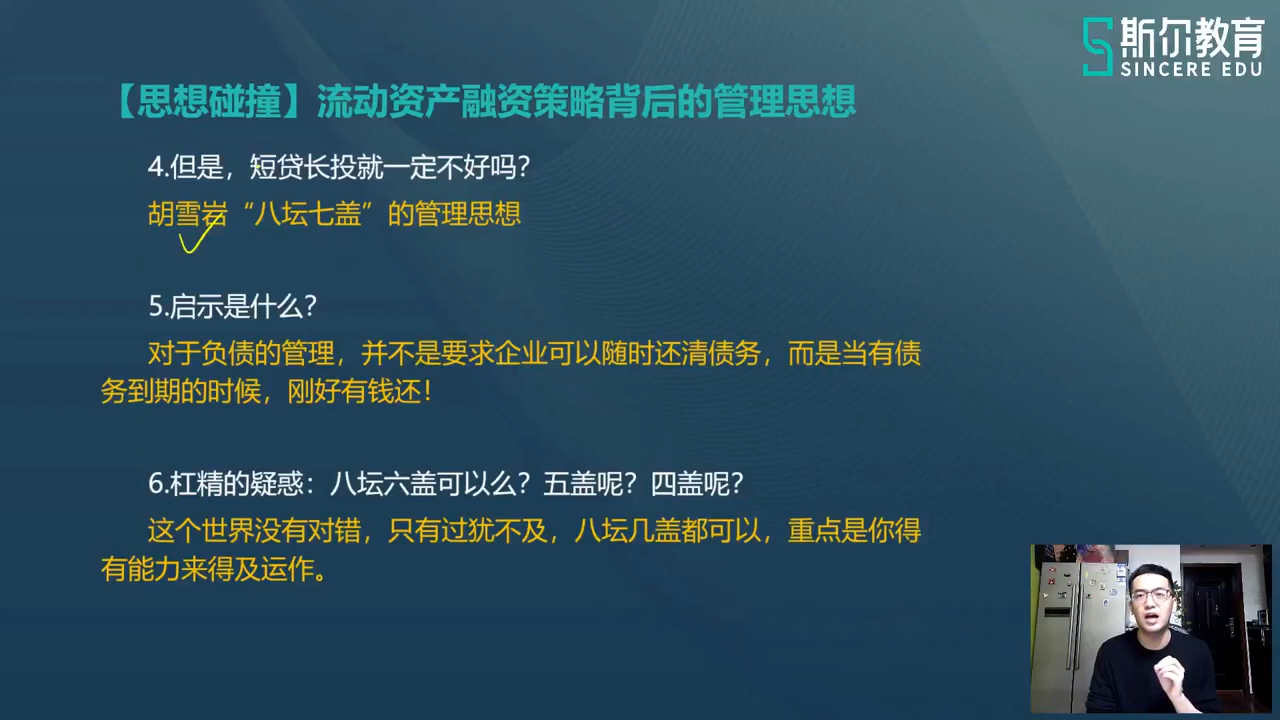 斯尔教育
SINCERE EDU
【思想碰撞】流动资产融资策略背后的管理思想
4.但是，短贷长投就一定不好吗？
胡雪岩“八坛七盖”的管理思想
5.启示是什么？
对于负债的管理，并不是要求企业可以随时还清债务，而是当有债
务到期的时候，刚好有钱还！
6.杠精的疑惑：八坛六盖可以么？五盖呢？四盖呢？
这个世界没有对错，只有过犹不及，八坛几盖都可以，重点是你得
有能力来得及运作。